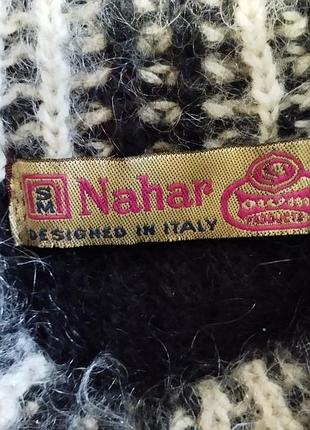 SM Nahar
DESIGNED IN ITALY